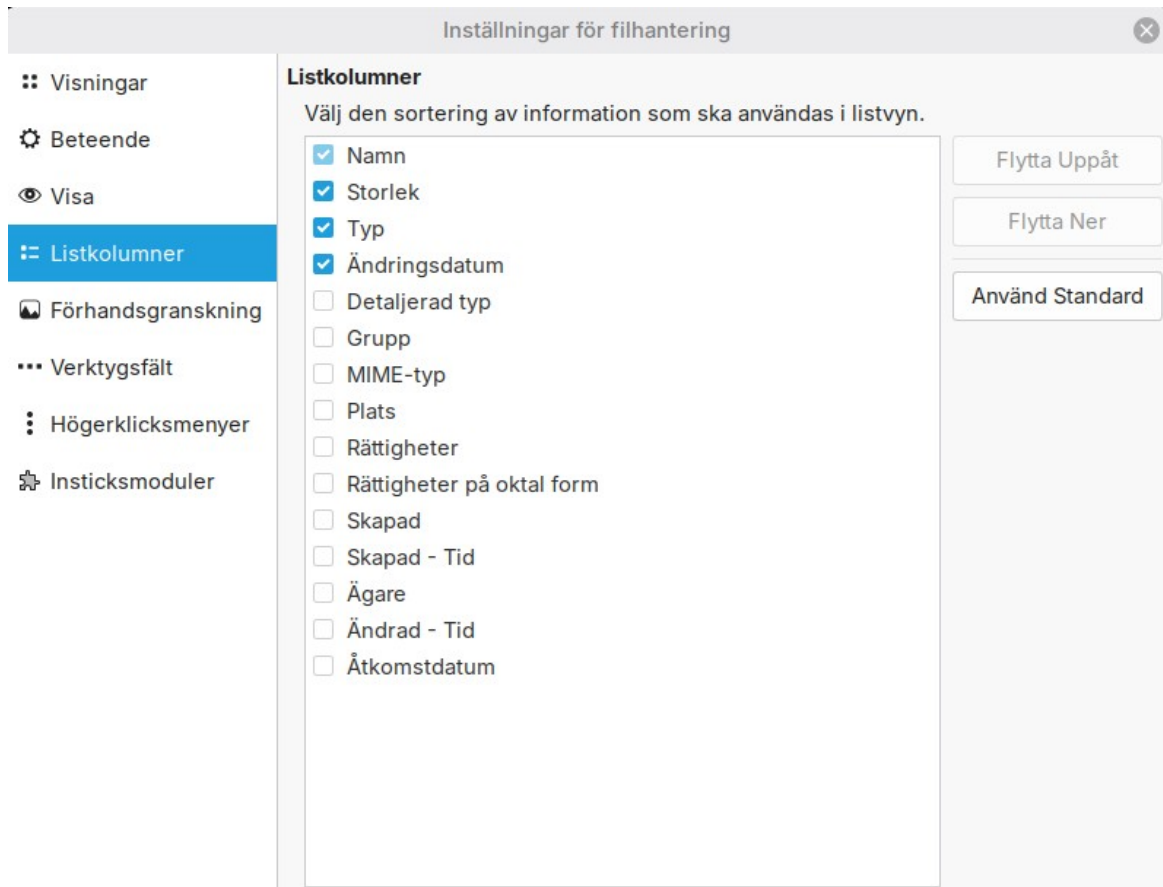 Inställningar för filhantering
Visningar
Beteende
Visa
Listkolumner
Förhandsgranskning
Verktygsfält
Högerklicksmenyer
Insticksmoduler
Listkolumner
Välj den sortering av information som ska användas i listvyn.
Namn
Storlek
Typ
Ändringsdatum
Detaljerad typ
Grupp
MIME-typ
Plats
Rättigheter
Rättigheter på oktal form
Skapad
Skapad - Tid
Ägare
Ändrad - Tid
Åtkomstdatum
Flytta Uppåt
Flytta Ner
Använd Standard